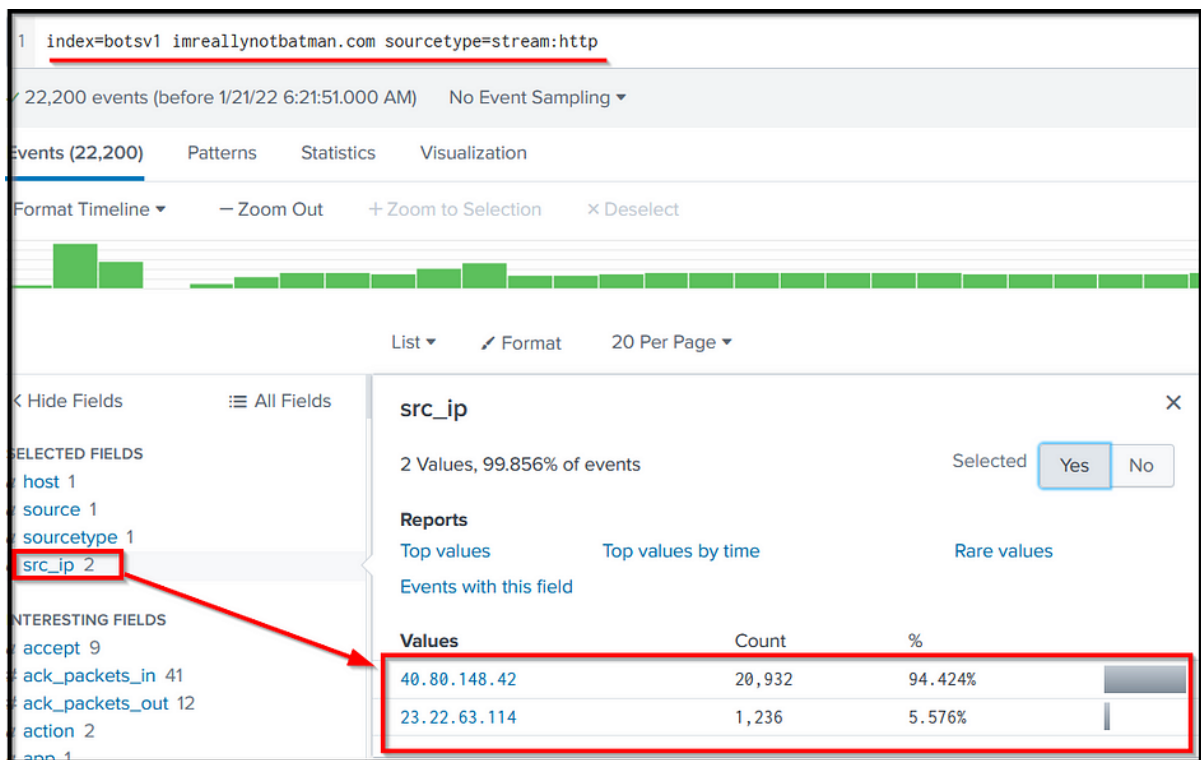 1 index=botsv1 imreallynotbatman.com sourcetype=stream:http
22,200 events (before 1/21/22 6:21:51.000 AM) No Event Sampling
Events (22,200) Patterns Statistics Visualization
Format Timeline — Zoom Out + Zoom to Selection × Deselect
List Format 20 Per Page
Hide Fields All Fields
src_ip
SELECTED FIELDS
host 1
source 1
sourcetype 1
src_ip 2
INTERESTING FIELDS
accept 9
# ack_packets_in 41
# ack_packets_out 12
action 2
app 1
2 Values, 99.856% of events Selected Yes No
Reports
Top values Top values by time Rare values
Events with this field
Values Count %
40.80.148.42 20,932 94.424%
23.22.63.114 1,236 5.576%